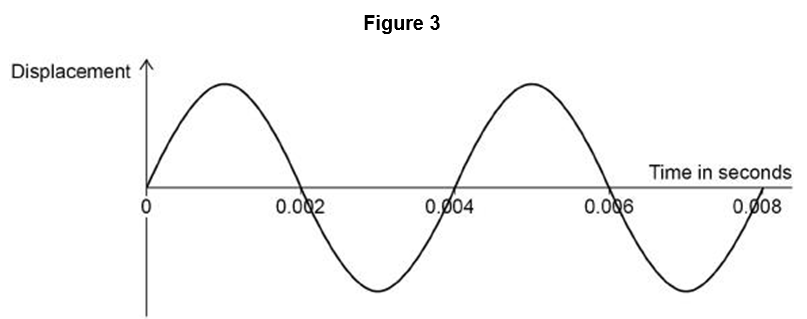 Figure 3
Displacement
Time in seconds
0
0.002
0.004
0.006
0.008